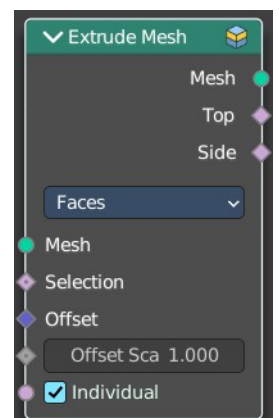 Extrude Mesh
Mesh
Top
Side
Faces
Mesh
Selection
Offset
Offset Sca 1.000
Individual